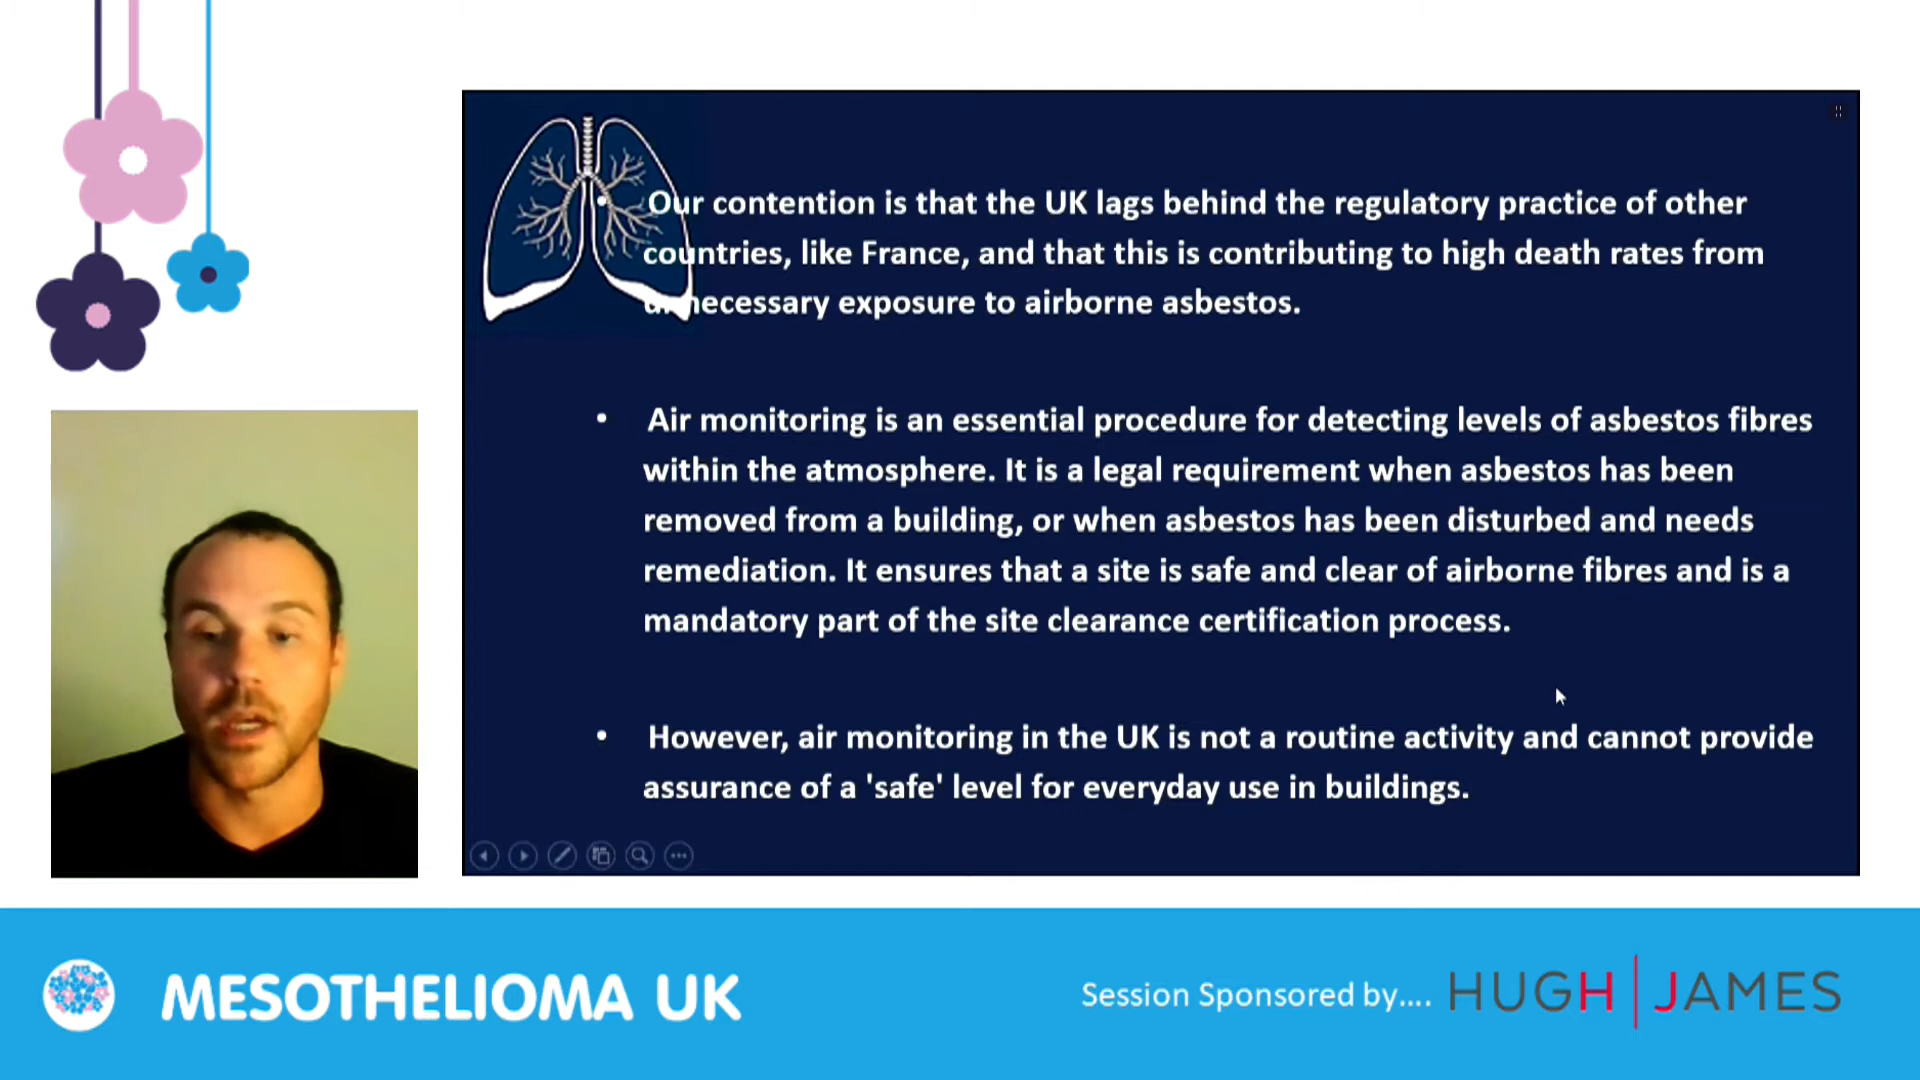 • Our contention is that the UK lags behind the regulatory practice of other
countries, like France, and that this is contributing to high death rates from
unnecessary exposure to airborne asbestos.
• Air monitoring is an essential procedure for detecting levels of asbestos fibres
within the atmosphere. It is a legal requirement when asbestos has been
removed from a building, or when asbestos has been disturbed and needs
remediation. It ensures that a site is safe and clear of airborne fibres and is a
mandatory part of the site clearance certification process.
• However, air monitoring in the UK is not a routine activity and cannot provide
assurance of a 'safe' level for everyday use in buildings.
MESOTHELIOMA UK
Session Sponsored by.... HUGH JAMES